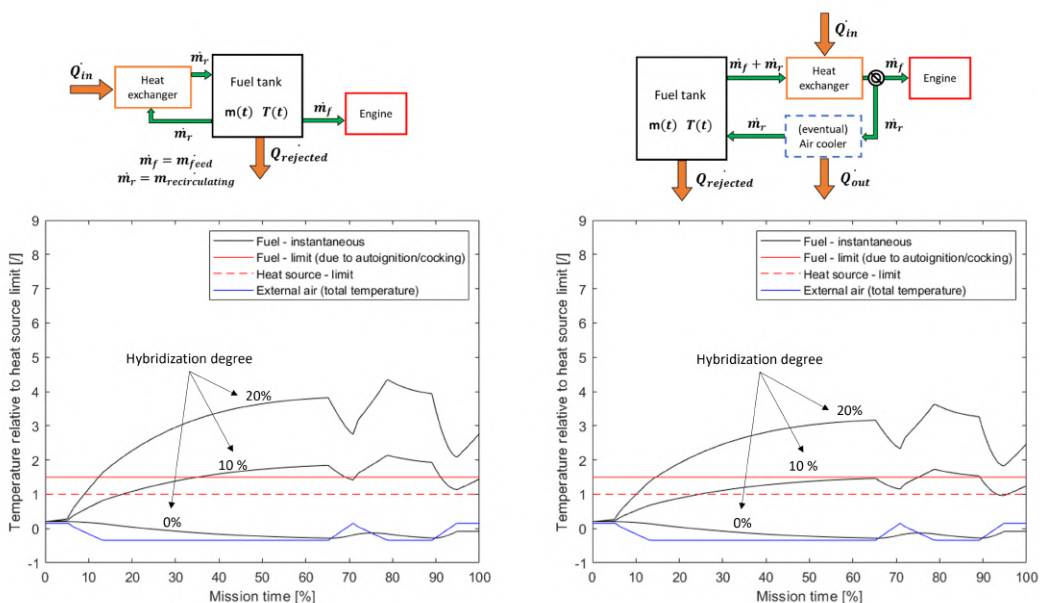 Q̇in
Heat
exchanger
ṁr
ṁr
Fuel tank
m(t) T(t)
ṁf
Engine
Q̇rejected
ṁf = ṁfeed
ṁr = ṁrecirculating
Q̇in
Fuel tank
m(t) T(t)
ṁf + ṁr
Heat
exchanger
ṁf
Engine
ṁr
(eventual)
Air cooler
ṁr
Q̇rejected
Q̇out
Temperature relative to heat source limit [/]
9
8
7
6
5
4
3
2
1
0
-1
Fuel - instantaneous
Fuel - limit (due to autoignition/cocking)
Heat source - limit
External air (total temperature)
Hybridization degree
20%
10 %
0%
0 10 20 30 40 50 60 70 80 90 100
Mission time [%]
Temperature relative to heat source limit [/]
9
8
7
6
5
4
3
2
1
0
-1
Fuel - instantaneous
Fuel - limit (due to autoignition/cocking)
Heat source - limit
External air (total temperature)
Hybridization degree
20%
10 %
0%
0 10 20 30 40 50 60 70 80 90 100
Mission time [%]